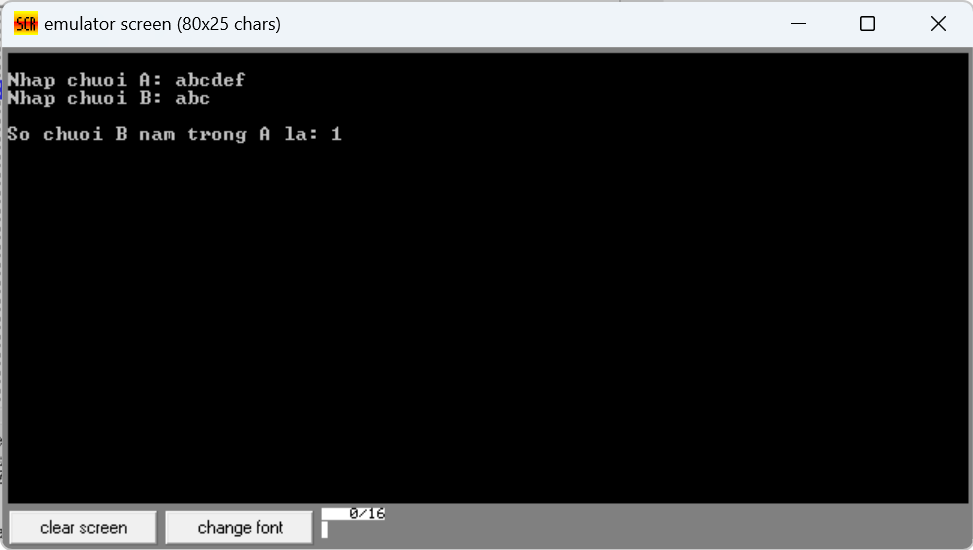 SCR emulator screen (80x25 chars)
Nhap chuoi A: abcdef
Nhap chuoi B: abc
So chuoi B nam trong A la: 1
clear screen
change font
0/16